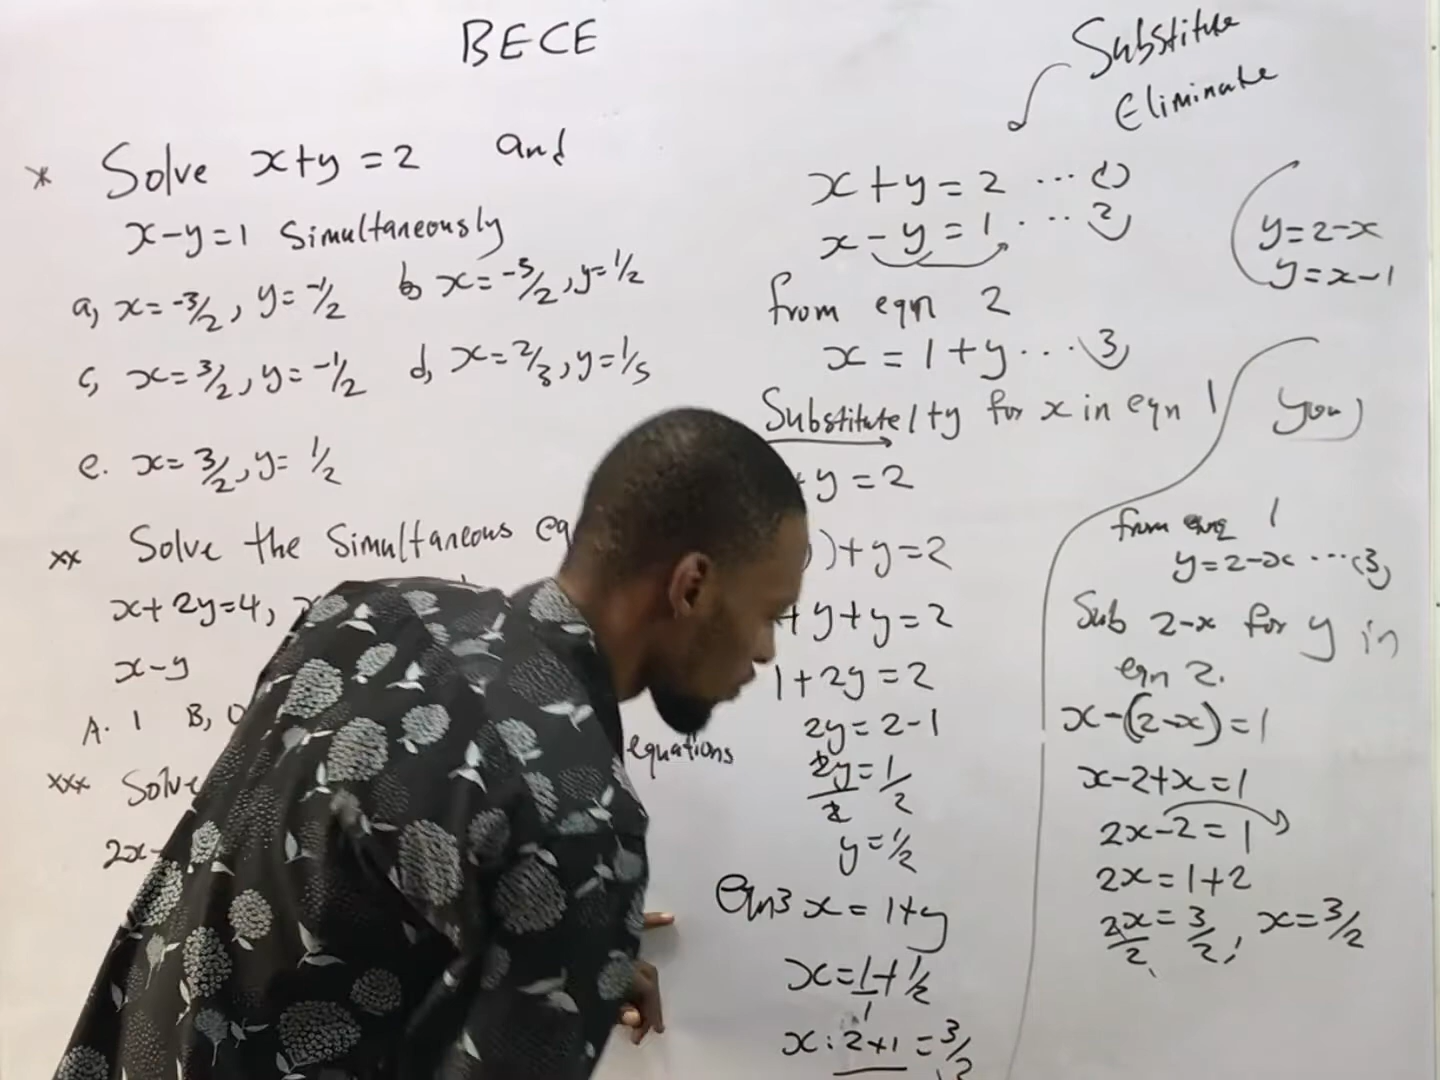 BECE
* Solve x+y=2 and
x-y=1 Simultaneously
a, x=-3/2, y=-1/2 b, x=-5/2, y=1/2
c, x=3/2, y=-1/2 d, x=2/3, y=1/5
e. x=3/2, y=1/2
xx Solve the Simultaneous eq
x+2y=4,
x-y
A. 1 B, 0
xxx Solve equations
2x-
Substitute
Eliminate
x+y=2 ... (1)
x-y=1 ... 2)
from eqn 2
x=1+y ... 3)
Substitute 1+y for x in eqn 1
+y=2
)+y=2
+y+y=2
1+2y=2
2y=2-1
2y/2=1/2
y=1/2
Eqn3 x=1+y
x=1/1+1/2
x: 2+1 =3/2
y=2-x
y=x-1
You)
from 1
y=2-x ... (3)
Sub 2-x for y in
eqn 2.
x-(2-x)=1
x-2+x=1
2x-2=1
2x=1+2
2x/2=3/2, x=3/2